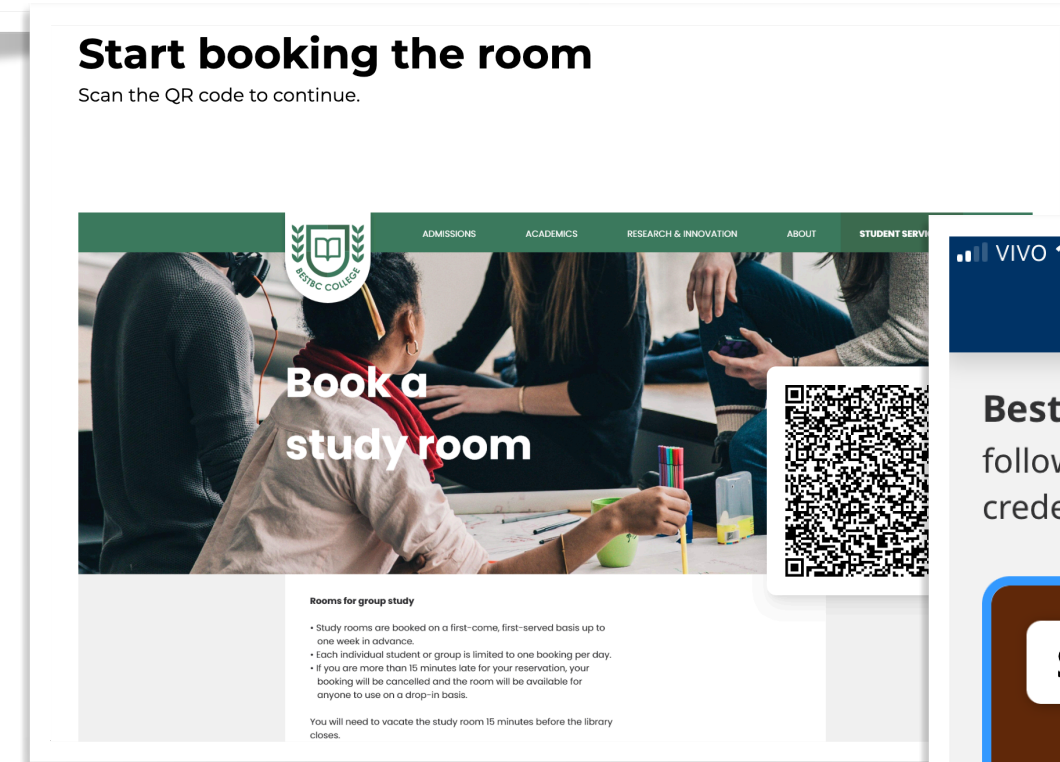 Start booking the room
Scan the QR code to continue.
ADMISSIONS
ACADEMICS
RESEARCH & INNOVATION
ABOUT
STUDENT SERVI
BESTBC COLLEGE
VIVO
Book a
study room
Best
follow
crede
Rooms for group study
• Study rooms are booked on a first-come, first-served basis up to
one week in advance.
• Each individual student or group is limited to one booking per day.
• If you are more than 15 minutes late for your reservation, your
booking will be cancelled and the room will be available for
anyone to use on a drop-in basis.
You will need to vacate the study room 15 minutes before the library
closes.